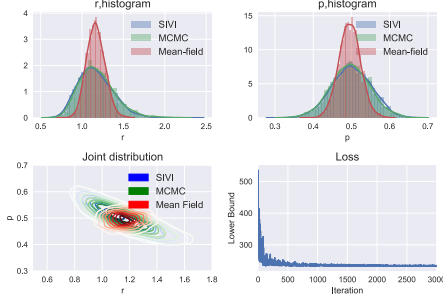 r,histogram
4
3
2
1
0
0.5 1.0 1.5 2.0 2.5
r
SIVI
MCMC
Mean-field
p,histogram
15
10
5
0
0.3 0.4 0.5 0.6 0.7
p
SIVI
MCMC
Mean-field
Joint distribution
0.7
0.6
0.5
0.4
0.3
p
0.6 0.8 1.0 1.2 1.4 1.6 1.8
r
SIVI
MCMC
Mean Field
Loss
500
400
300
Lower Bound
0 500 1000 1500 2000 2500 3000
Iteration